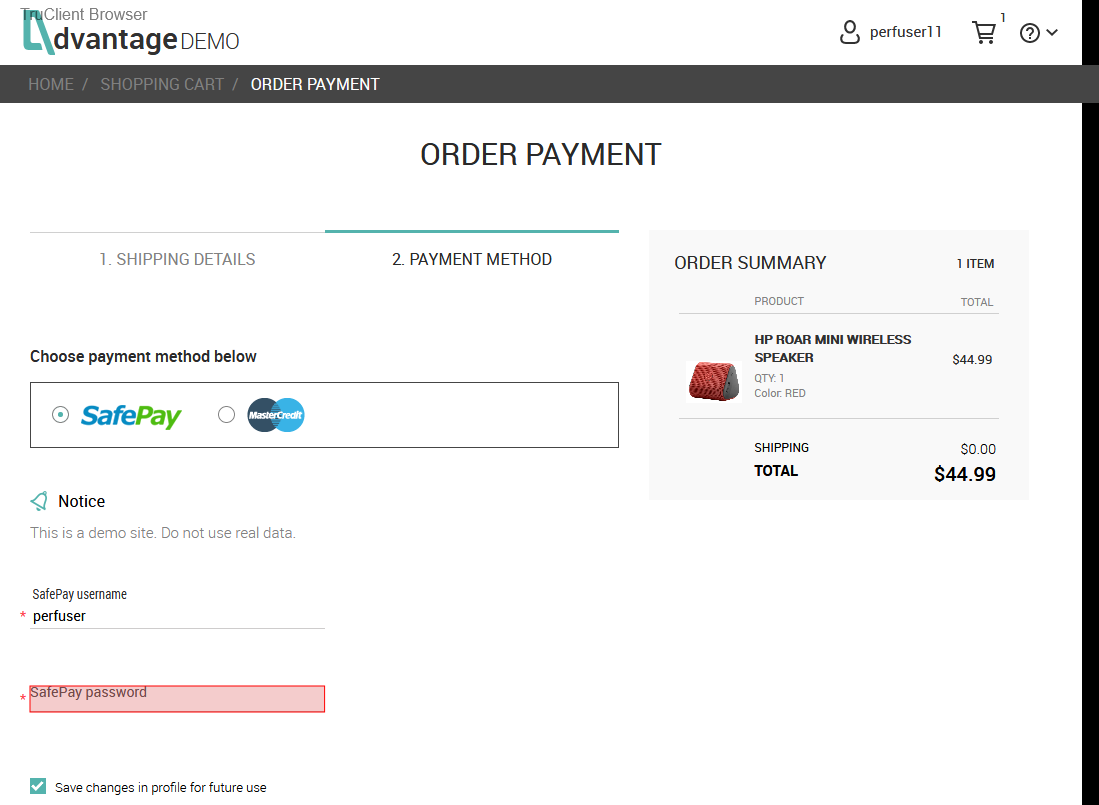 TruClient Browser
dvantage DEMO
perfuser11
1
HOME / SHOPPING CART / ORDER PAYMENT
ORDER PAYMENT
1. SHIPPING DETAILS
2. PAYMENT METHOD
Choose payment method below
SafePay
MasterCredit
Notice
This is a demo site. Do not use real data.
SafePay username
* perfuser
* SafePay password
Save changes in profile for future use
ORDER SUMMARY
1 ITEM
PRODUCT
TOTAL
HP ROAR MINI WIRELESS
SPEAKER
$44.99
QTY: 1
Color: RED
SHIPPING
$0.00
TOTAL
$44.99